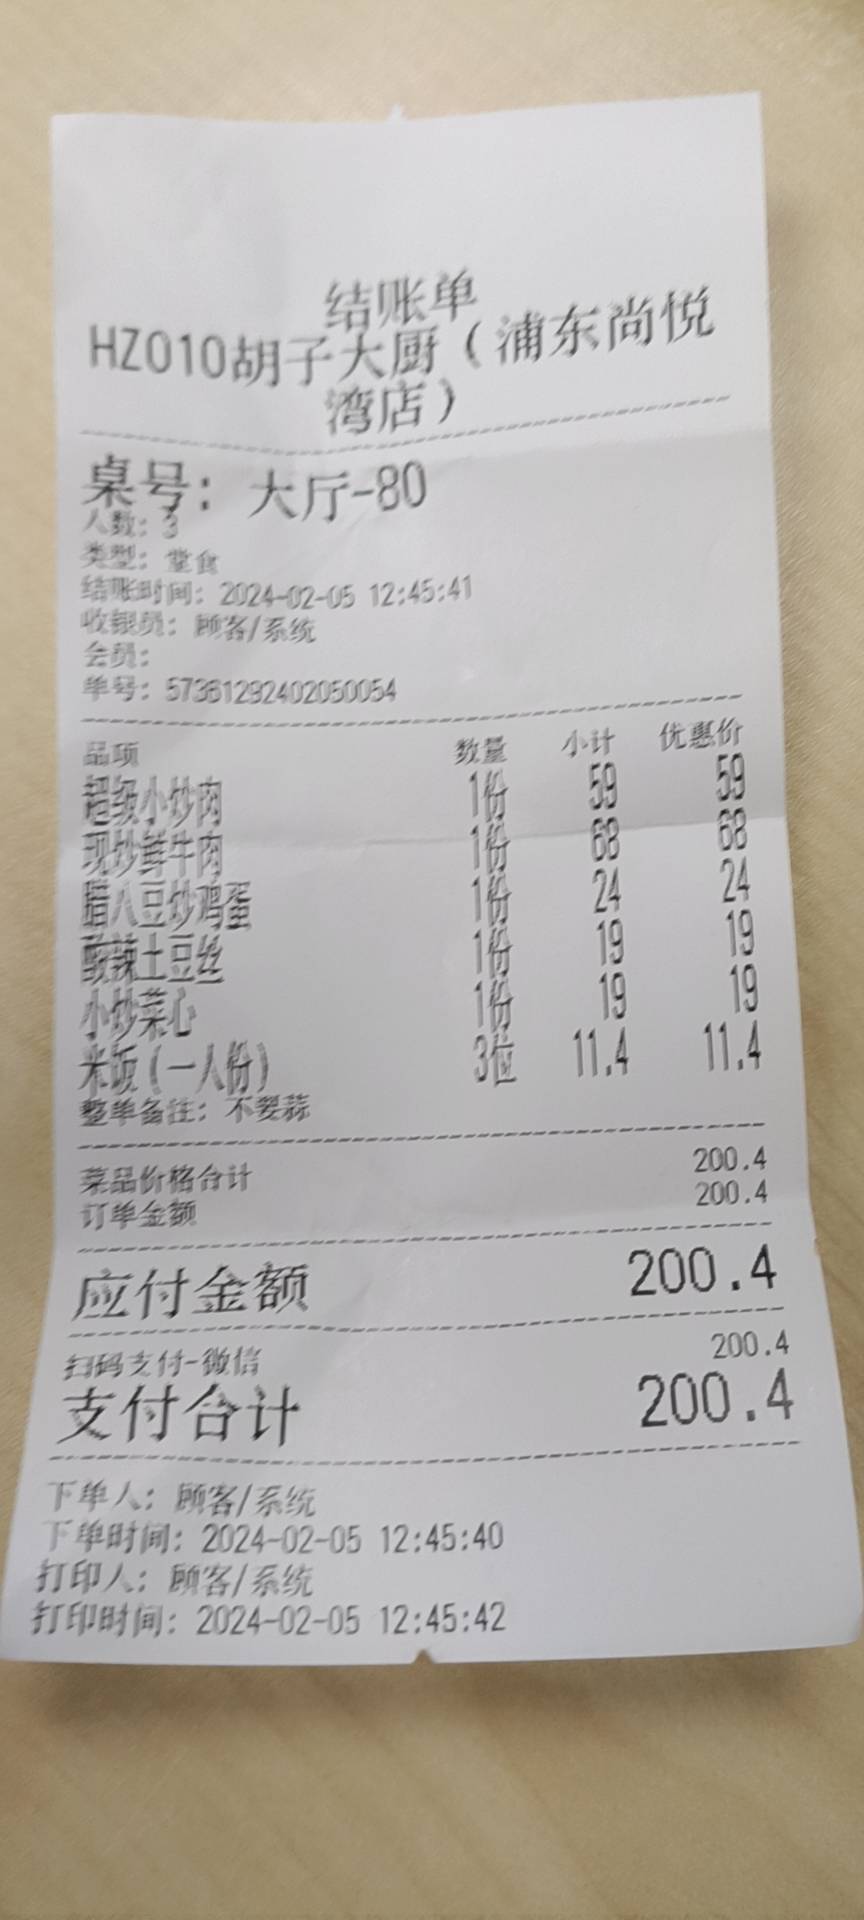 结账单
HZ010胡子大厨（浦东尚悦
湾店）
桌号：大厅-80
人数：3
类型：堂食
结账时间：2024-02-05 12:45:41
收银员：顾客/系统
会员：
单号：57361292402050054
品项 数量 小计 优惠价
超级小炒肉 1份 59 59
现炒鲜牛肉 1份 68 68
腊八豆炒鸡蛋 1份 24 24
酸辣土豆丝 1份 19 19
小炒菜心 1份 19 19
米饭(一人份) 3位 11.4 11.4
整单备注：不要蒜
菜品价格合计 200.4
订单金额 200.4
应付金额 200.4
扫码支付-微信 200.4
支付合计 200.4
下单人：顾客/系统
下单时间：2024-02-05 12:45:40
打印人：顾客/系统
打印时间：2024-02-05 12:45:42